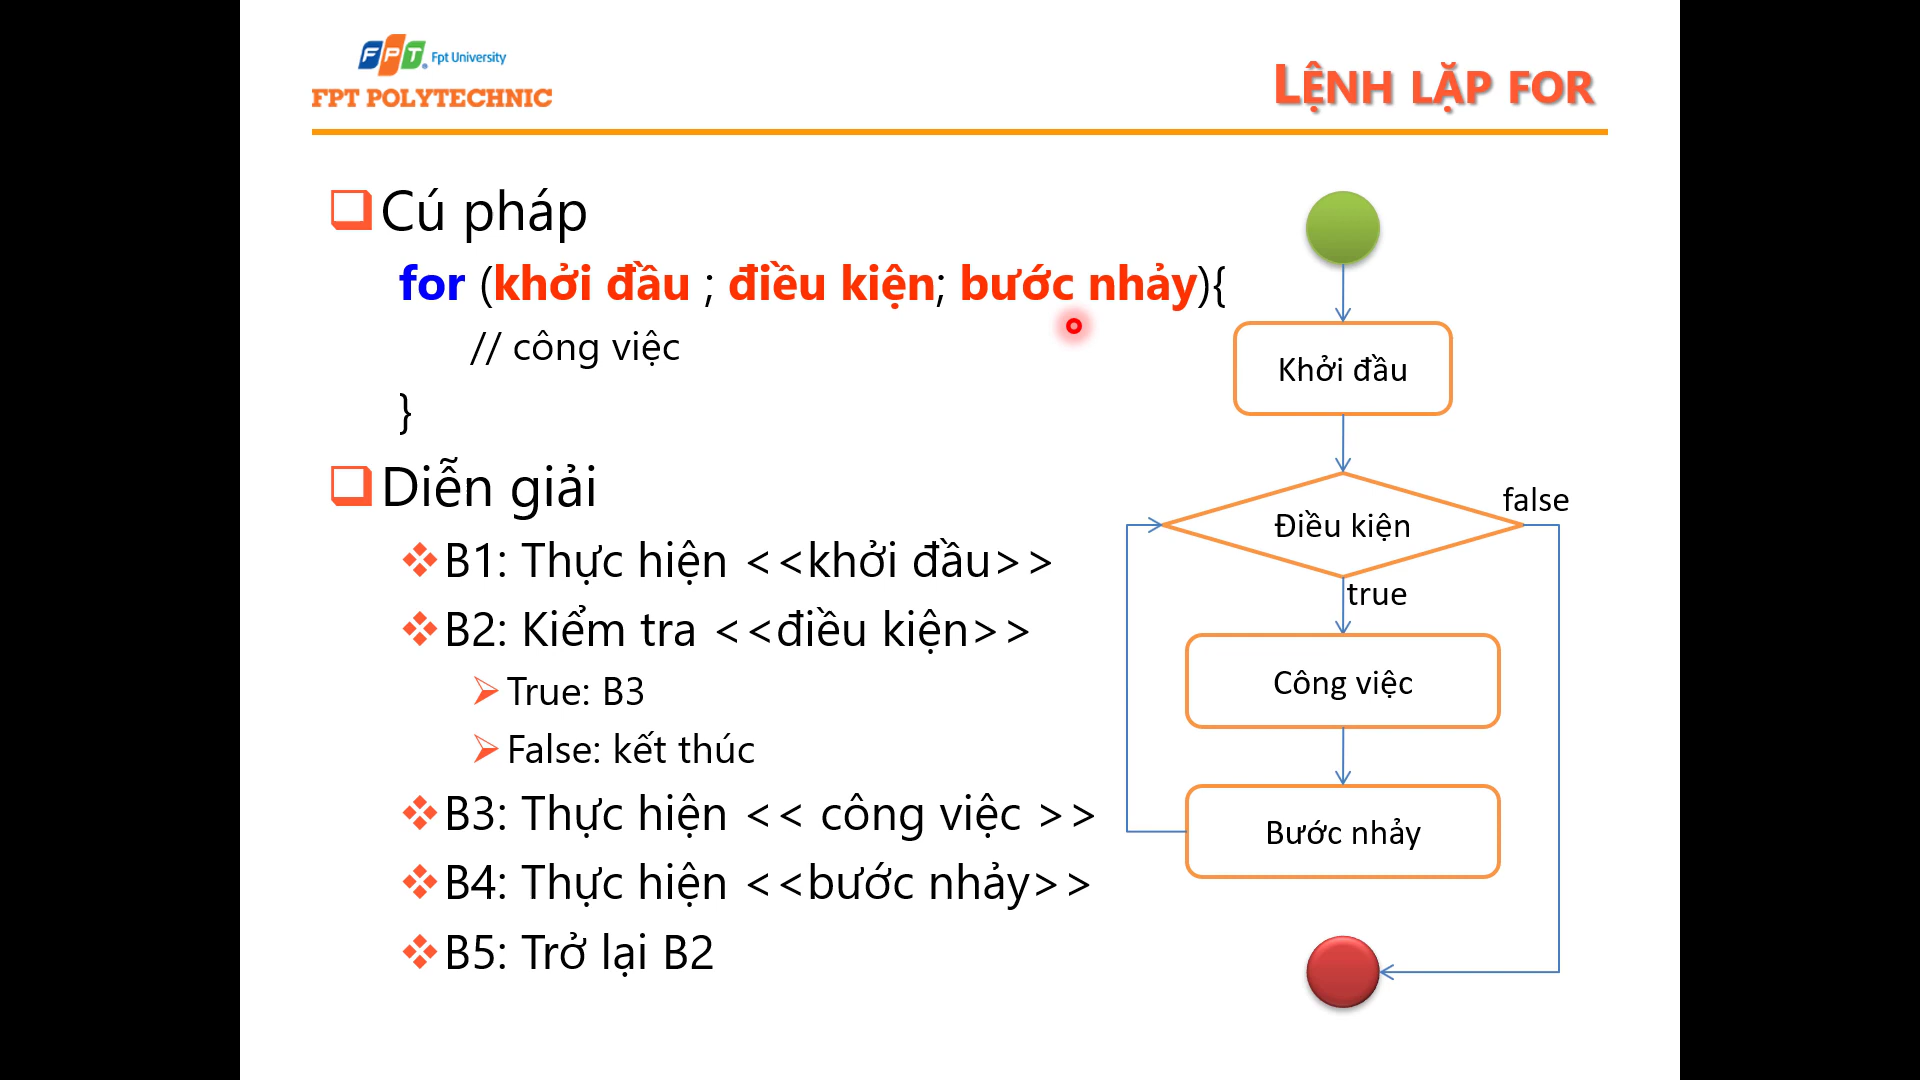 FPT Fpt University
FPT POLYTECHNIC
LỆNH LẶP FOR
Cú pháp
for (khởi đầu ; điều kiện; bước nhảy){
// công việc
}
Diễn giải
B1: Thực hiện <<khởi đầu>>
B2: Kiểm tra <<điều kiện>>
True: B3
False: kết thúc
B3: Thực hiện << công việc >>
B4: Thực hiện <<bước nhảy>>
B5: Trở lại B2
Khởi đầu
Điều kiện
false
true
Công việc
Bước nhảy